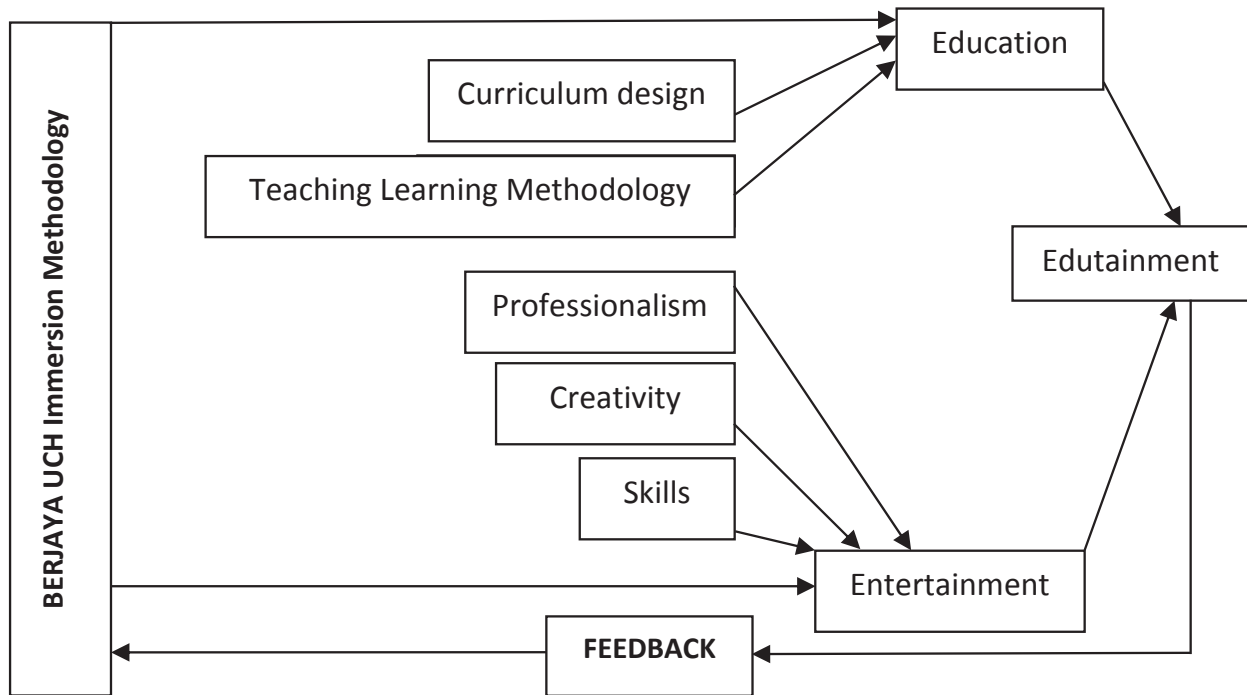 BERJAYA UCH Immersion Methodology
Education
Curriculum design
Teaching Learning Methodology
Edutainment
Professionalism
Creativity
Skills
Entertainment
FEEDBACK